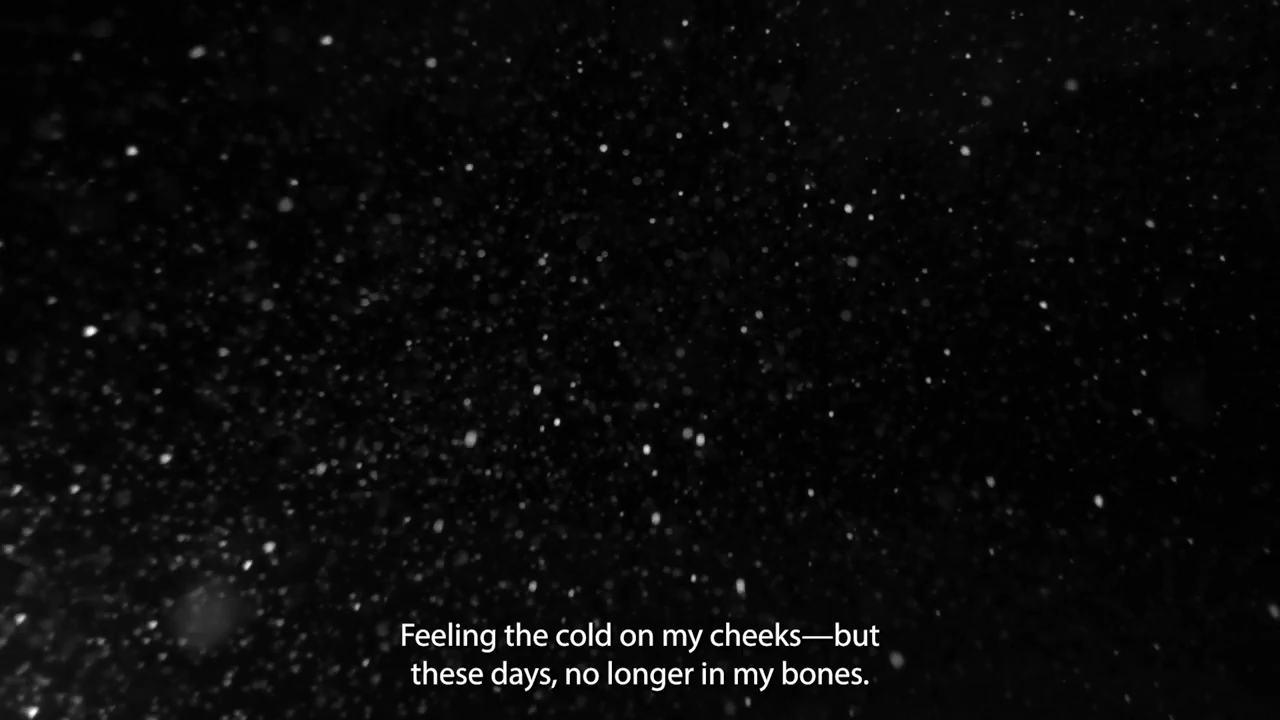 Feeling the cold on my cheeks—but
these days, no longer in my bones.